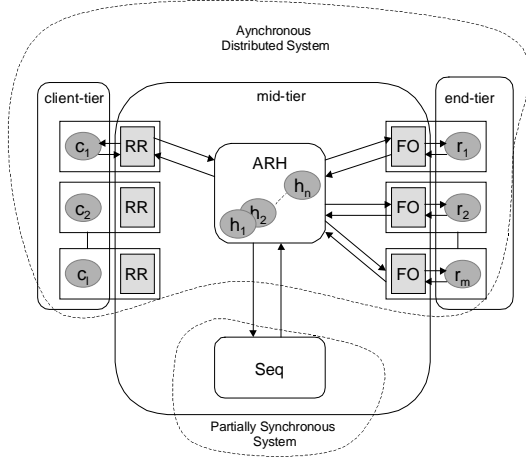 Aynchronous
Distributed System
client-tier
mid-tier
end-tier
c1
RR
ARH
FO
r1
hn
c2
RR
h2
h1
FO
r2
cl
RR
FO
rm
Seq
Partially Synchronous
System